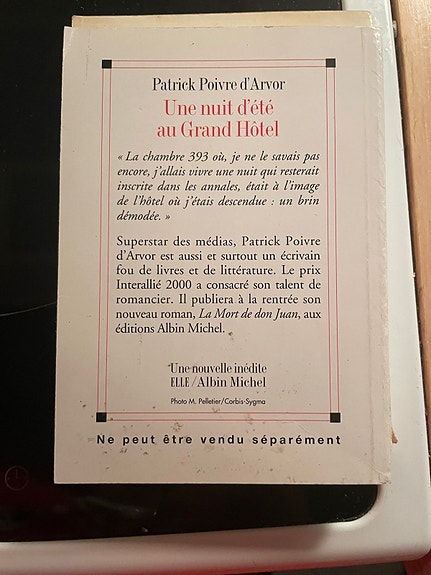 Patrick Poivre d'Arvor
Une nuit d'été
au Grand Hôtel
« La chambre 393 où, je ne le savais pas
encore, j'allais vivre une nuit qui resterait
inscrite dans les annales, était à l'image
de l'hôtel où j'étais descendue : un brin
démodée. »
Superstar des médias, Patrick Poivre
d'Arvor est aussi et surtout un écrivain
fou de livres et de littérature. Le prix
Interallié 2000 a consacré son talent de
romancier. Il publiera à la rentrée son
nouveau roman, La Mort de don Juan, aux
éditions Albin Michel.
Une nouvelle inédite
ELLE / Albin Michel
Photo M. Pelletier/Corbis-Sygma
Ne peut être vendu séparément